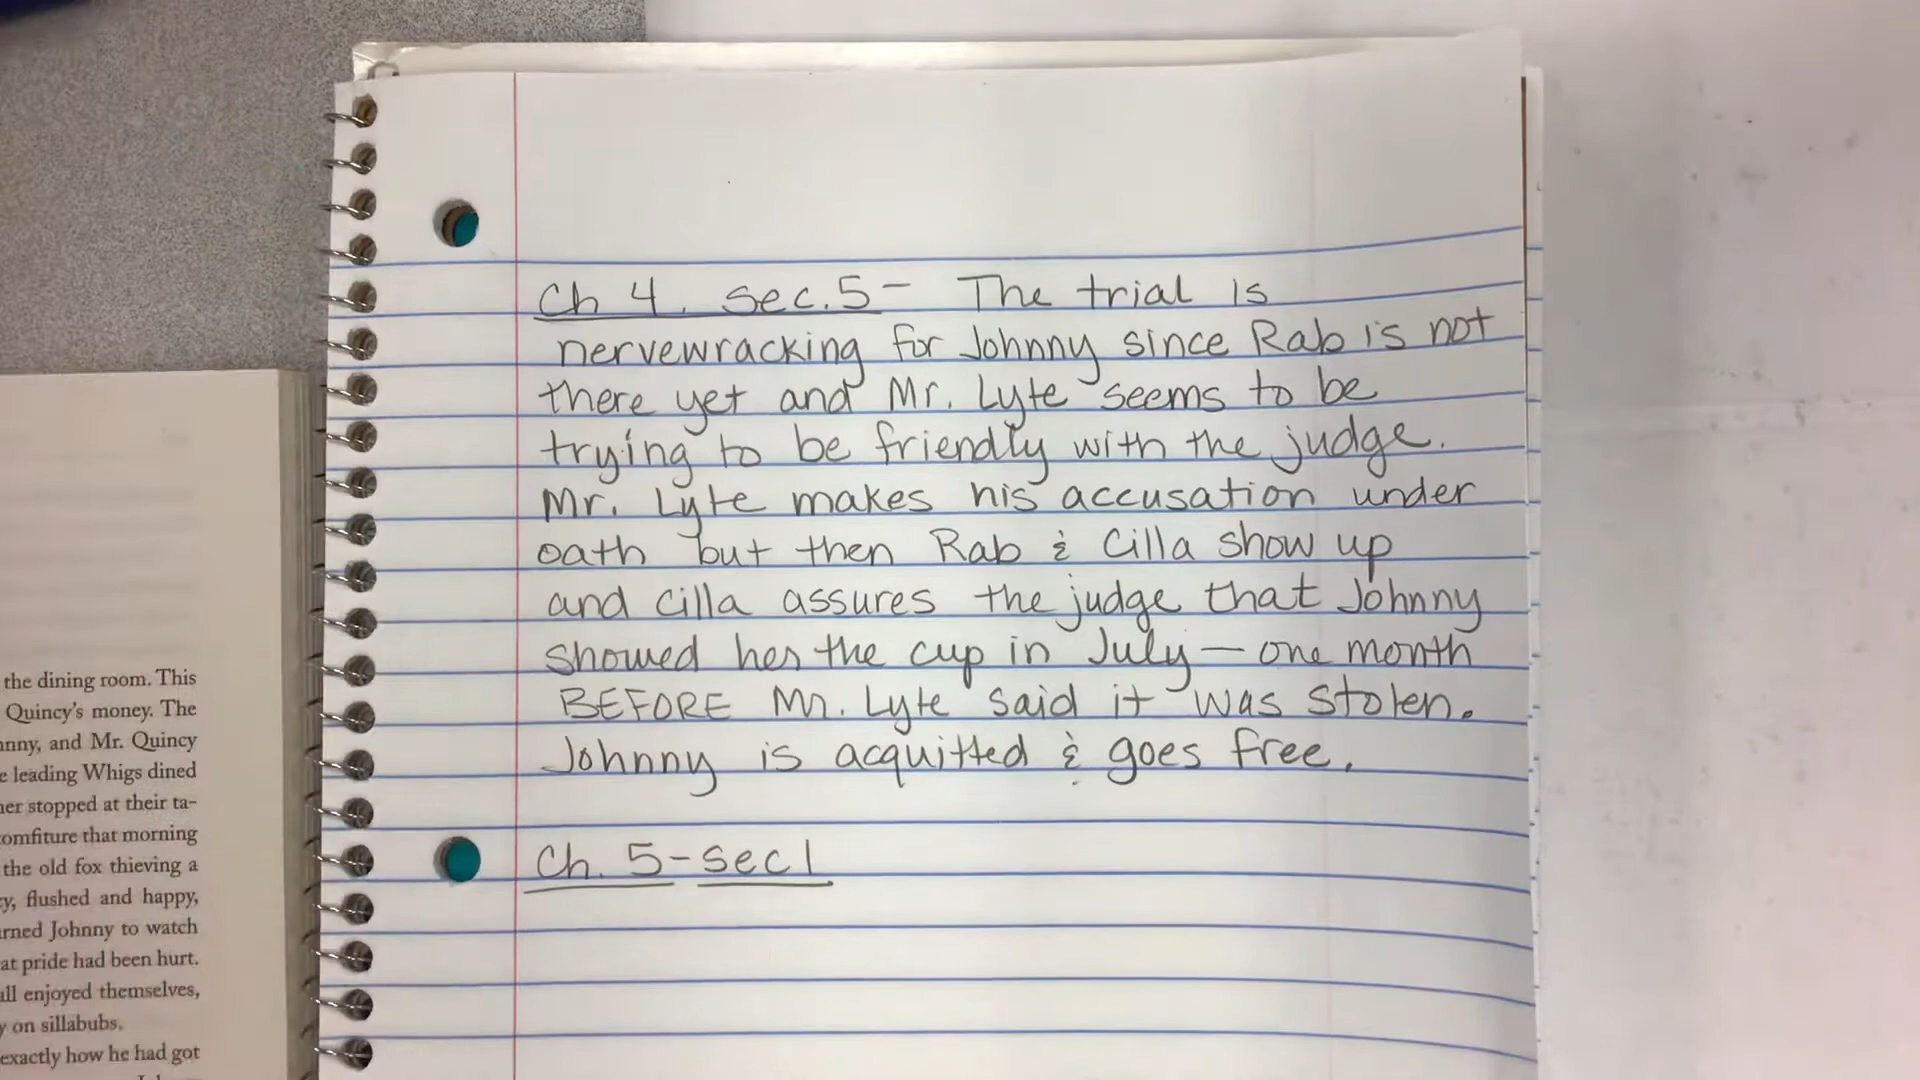 Ch 4, sec.5- The trial is
nervewracking for Johnny since Rab is not
there yet and Mr. Lyte seems to be
trying to be friendly with the judge.
Mr. Lyte makes his accusation under
oath but then Rab & Cilla show up
and Cilla assures the judge that Johnny
showed her the cup in July — one month
BEFORE Mr. Lyte said it was stolen.
Johnny is acquitted & goes free.
Ch. 5-sec 1
the dining room. This
Quincy's money. The
and Mr. Quincy
leading Whigs dined
stopped at their ta-
that morning
the old fox thieving a
flushed and happy,
Johnny to watch
at pride had been hurt.
all enjoyed themselves,
on sillabubs.
exactly how he had got